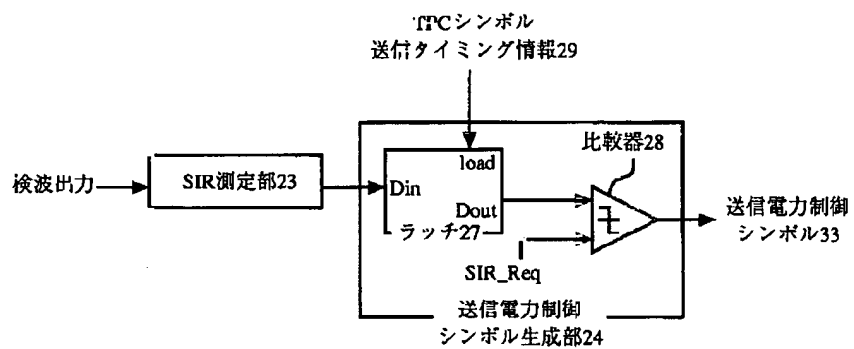 TPCシンボル
送信タイミング情報29
比較器28
load
検波出力
SIR測定部23
Din
Dout
ラッチ27
送信電力制御
シンボル33
SIR_Req
送信電力制御
シンボル生成部24